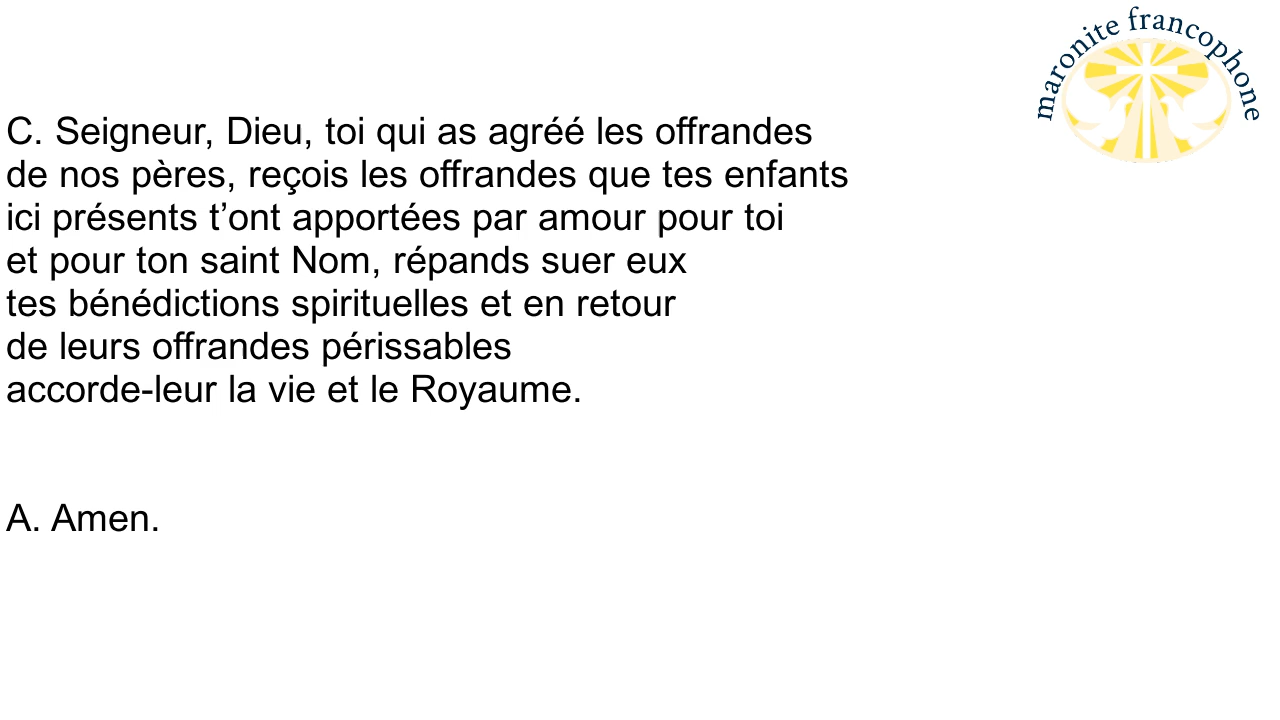 maronite francophone
C. Seigneur, Dieu, toi qui as agréé les offrandes
de nos pères, reçois les offrandes que tes enfants
ici présents t’ont apportées par amour pour toi
et pour ton saint Nom, répands suer eux
tes bénédictions spirituelles et en retour
de leurs offrandes périssables
accorde-leur la vie et le Royaume.
A. Amen.